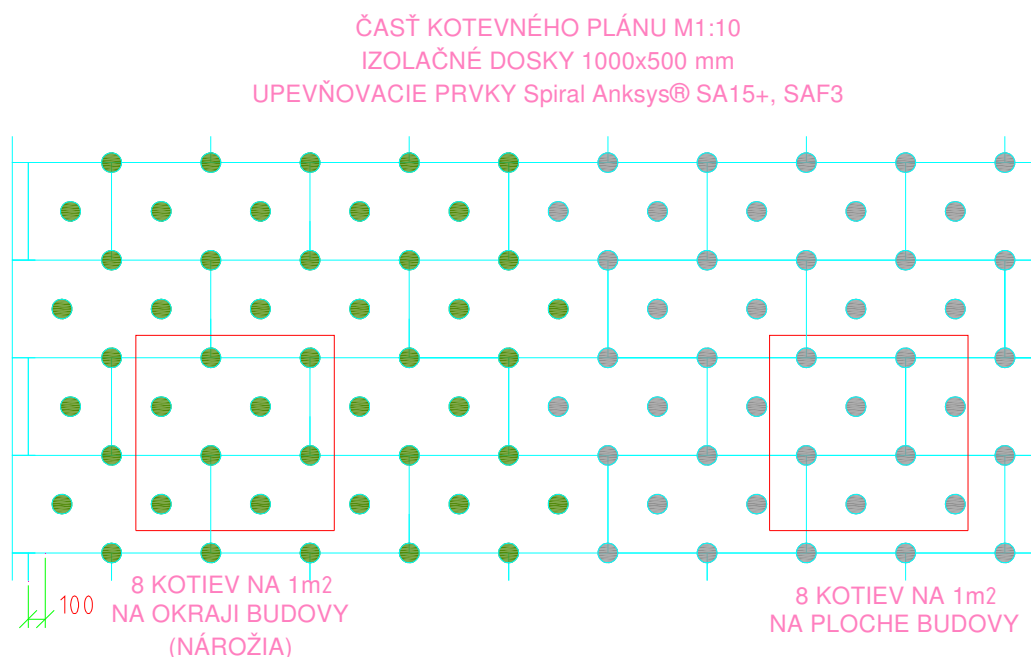 ČASŤ KOTEVNÉHO PLÁNU M1:10
IZOLAČNÉ DOSKY 1000x500 mm
UPEVŇOVACIE PRVKY Spiral Anksys® SA15+, SAF3
100
8 KOTIEV NA 1m2
NA OKRAJI BUDOVY
(NÁROŽIA)
8 KOTIEV NA 1m2
NA PLOCHE BUDOVY